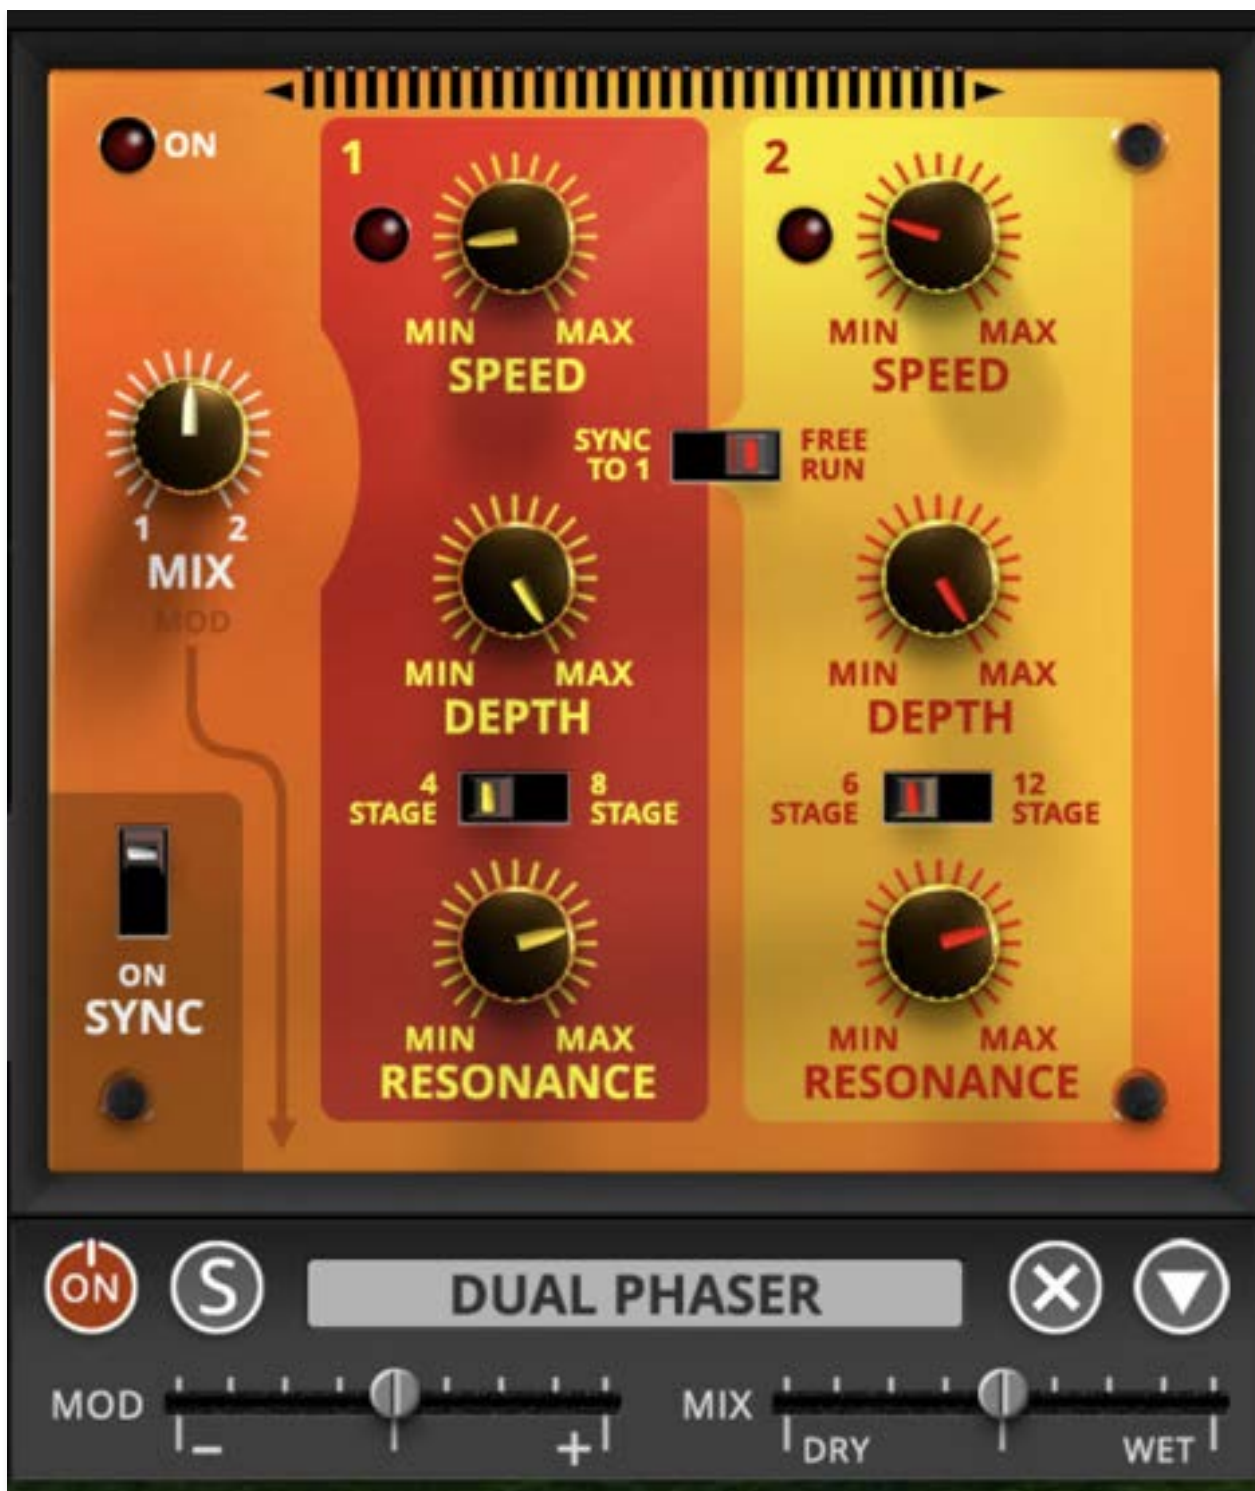 ON
1
2
MIN MAX
SPEED
MIN MAX
SPEED
SYNC
TO 1
FREE
RUN
1 2
MIX
MOD
MIN MAX
DEPTH
MIN MAX
DEPTH
4
STAGE
8
STAGE
6
STAGE
12
STAGE
ON
SYNC
MIN MAX
RESONANCE
MIN MAX
RESONANCE
ON
S
DUAL PHASER
MOD
− +
MIX
DRY WET